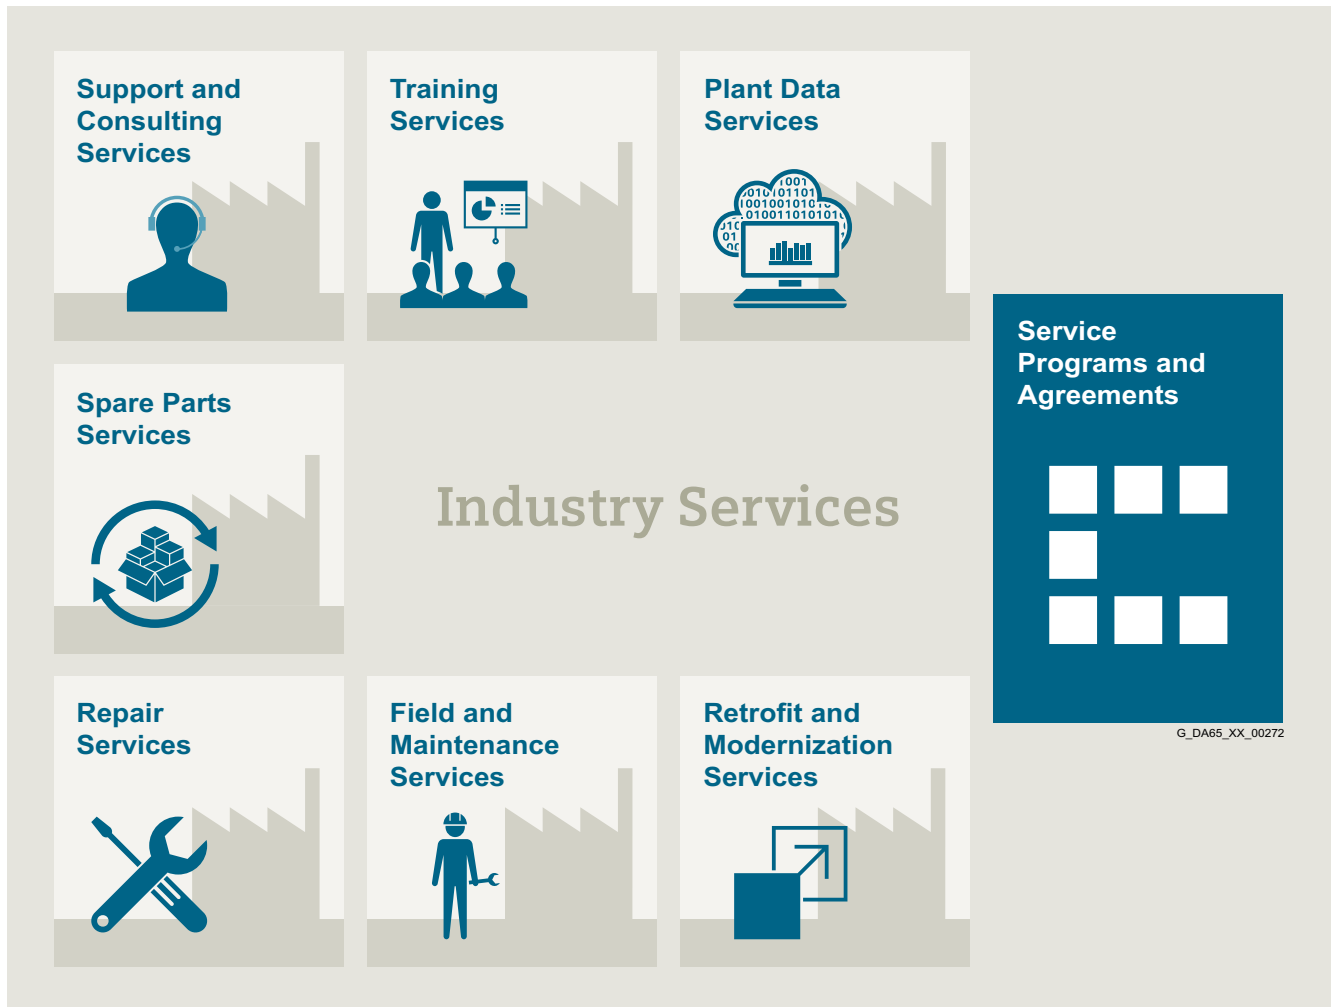 Support and
Consulting
Services
Training
Services
Plant Data
Services
Service
Programs and
Agreements
Spare Parts
Services
Industry Services
Repair
Services
Field and
Maintenance
Services
Retrofit and
Modernization
Services
G_DA65_XX_00272